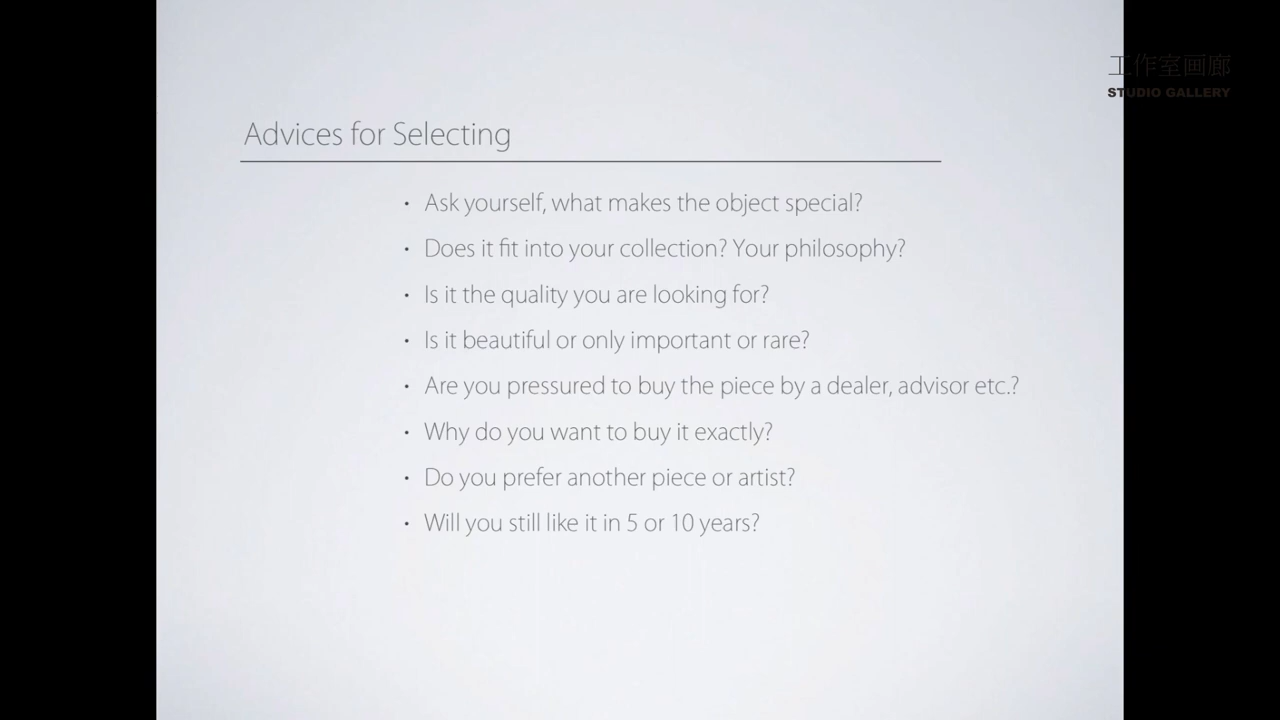 工作室画廊
STUDIO GALLERY
Advices for Selecting
• Ask yourself, what makes the object special?
• Does it fit into your collection? Your philosophy?
• Is it the quality you are looking for?
• Is it beautiful or only important or rare?
• Are you pressured to buy the piece by a dealer, advisor etc.?
• Why do you want to buy it exactly?
• Do you prefer another piece or artist?
• Will you still like it in 5 or 10 years?